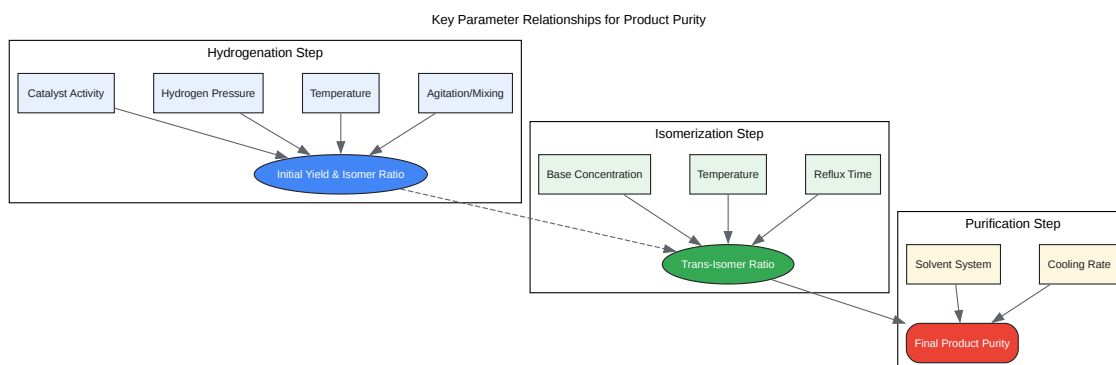 Key Parameter Relationships for Product Purity
Hydrogenation Step
Catalyst Activity
Hydrogen Pressure
Temperature
Agitation/Mixing
Initial Yield & Isomer Ratio
Isomerization Step
Base Concentration
Temperature
Reflux Time
Trans-Isomer Ratio
Purification Step
Solvent System
Cooling Rate
Final Product Purity